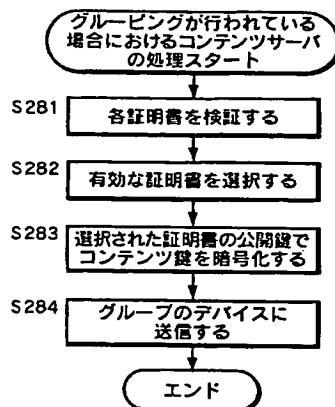 グルーピングが行われている
場合におけるコンテンツサーバ
の処理スタート
S281
各証明書を検証する
S282
有効な証明書を選択する
S283
選択された証明書の公開鍵で
コンテンツ鍵を暗号化する
S284
グループのデバイスに
送信する
エンド